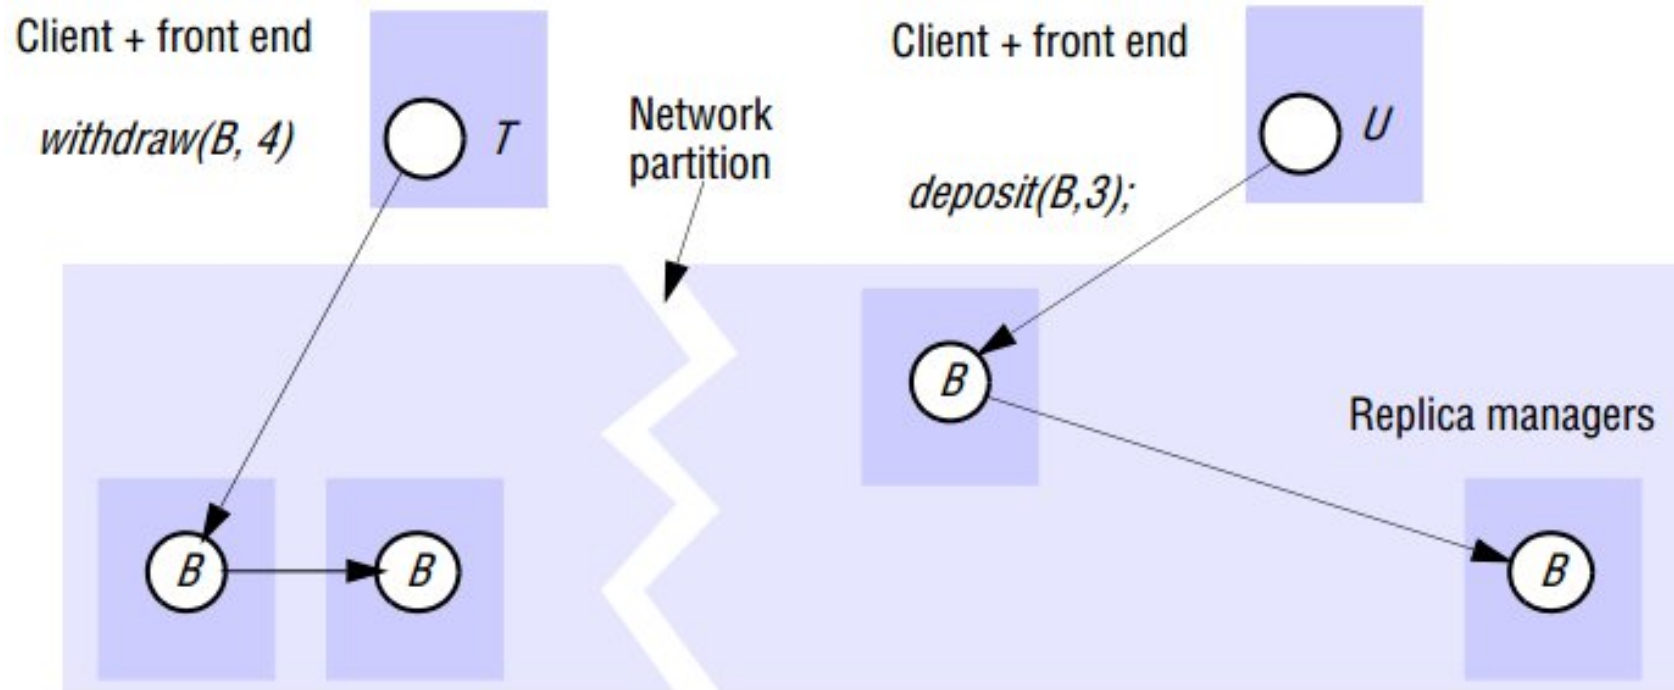 Client + front end
withdraw(B, 4)
T
Network
partition
Client + front end
U
deposit(B,3);
B
Replica managers
B
B
B